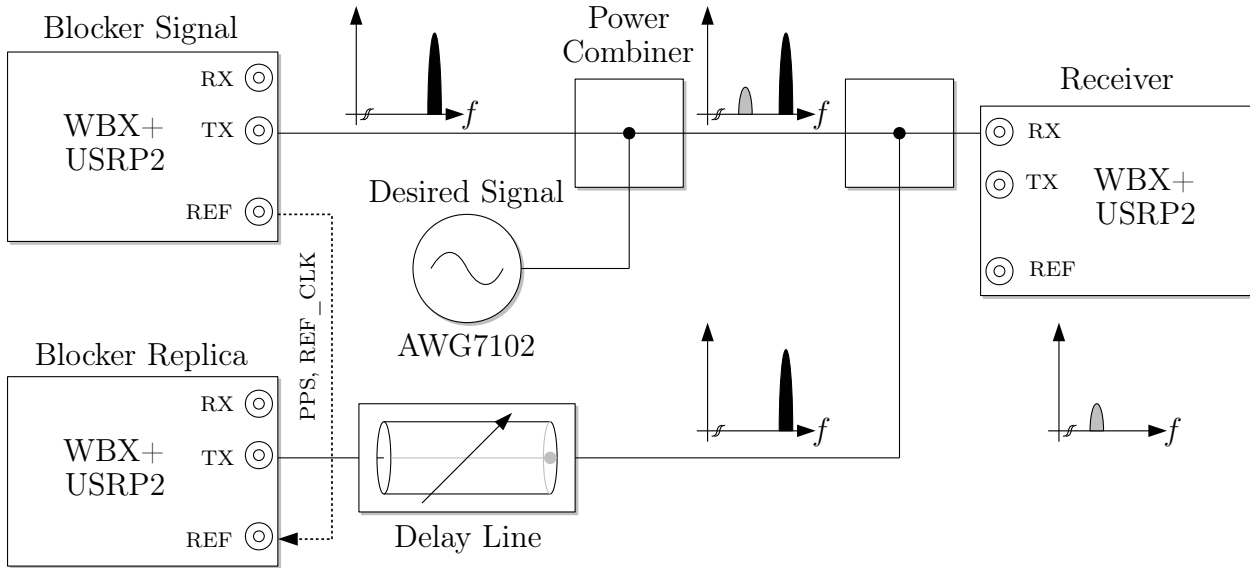 Blocker Signal
RX
WBX+
USRP2
TX
REF
f
Power
Combiner
f
Receiver
RX
TX
WBX+
USRP2
REF
Desired Signal
AWG7102
PPS, REF_CLK
Blocker Replica
RX
WBX+
USRP2
TX
REF
Delay Line
f
f